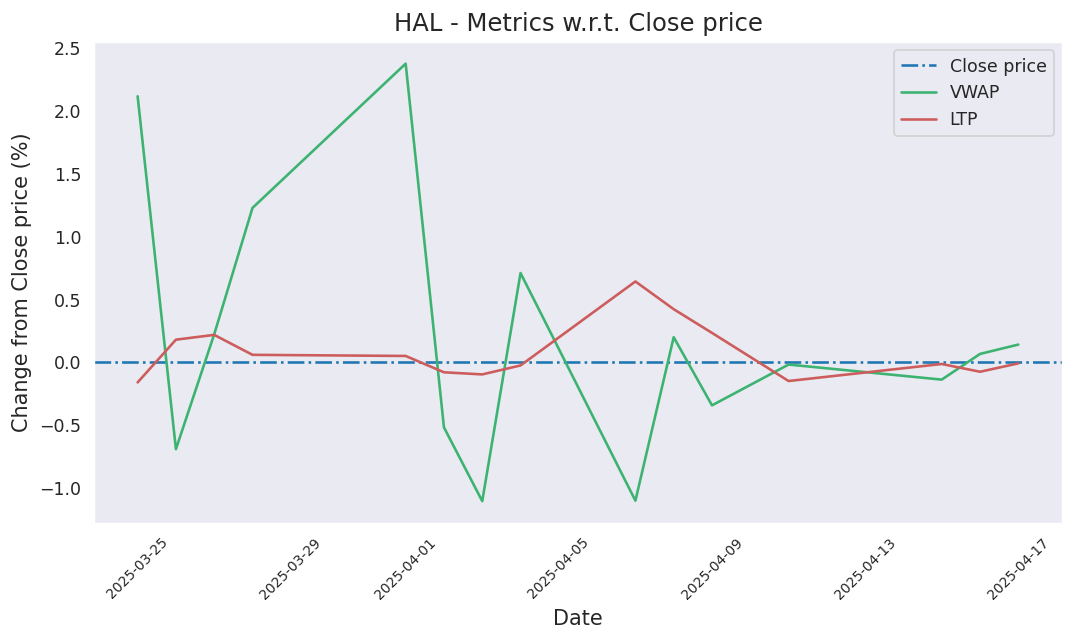 HAL - Metrics w.r.t. Close price
Close price
VWAP
LTP
Change from Close price (%)
2.5
2.0
1.5
1.0
0.5
0.0
−0.5
−1.0
2025-03-25
2025-03-29
2025-04-01
2025-04-05
2025-04-09
2025-04-13
2025-04-17
Date